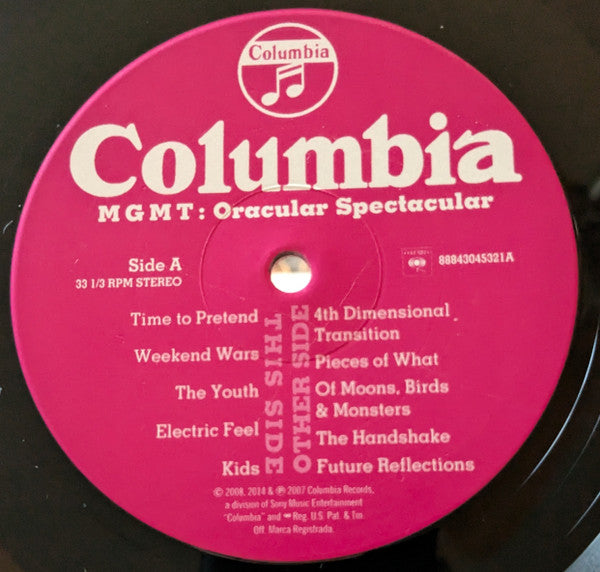 Columbia
Columbia
MGMT: Oracular Spectacular
Side A
33 1/3 RPM STEREO
88843045321A
Time to Pretend
Weekend Wars
The Youth
Electric Feel
Kids
THIS SIDE
OTHER SIDE
4th Dimensional
Transition
Pieces of What
Of Moons, Birds
& Monsters
The Handshake
Future Reflections
© 2008, 2014 & ℗ 2007 Columbia Records,
a division of Sony Music Entertainment
"Columbia" and Reg. U.S. Pat. & Tm.
Off. Marca Registrada.